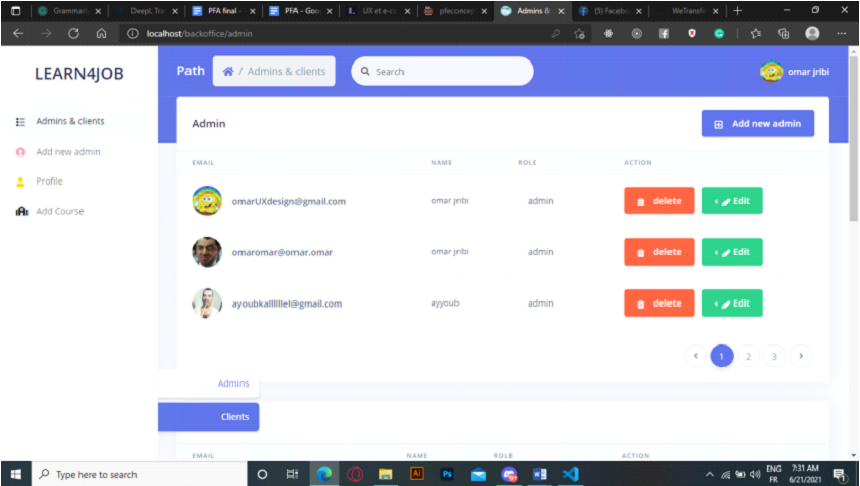 Grammarly
DeepL Tra
PFA final -
PFA - Goo
UX et e-co
pfeconcep
Admins &
(5) Facebo
WeTransfe
localhost/backoffice/admin
LEARN4JOB
Path
/ Admins & clients
Search
omar jribi
Admins & clients
Add new admin
Profile
Add Course
Admin
Add new admin
EMAIL NAME ROLE ACTION
omarUXdesign@gmail.com omar jribi admin delete Edit
omaromar@omar.omar omar jribi admin delete Edit
ayoubkallllllel@gmail.com ayyoub admin delete Edit
1 2 3
Admins
Clients
EMAIL NAME ROLE ACTION
Type here to search
Ai
Ps
ENG
FR
7:31 AM
6/21/2021
1